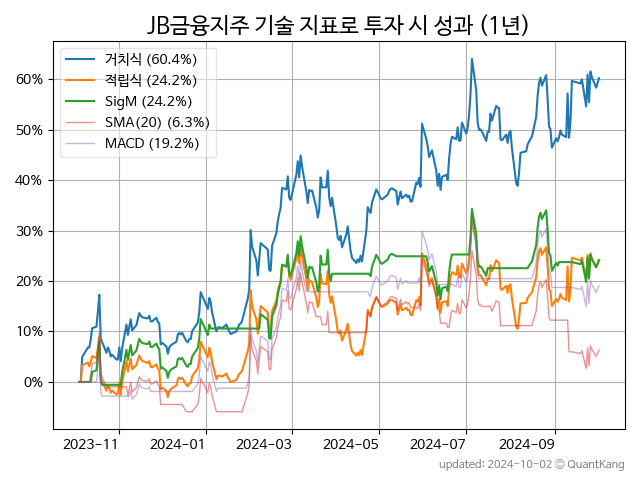 JB금융지주 기술 지표로 투자 시 성과 (1년)
거치식 (60.4%)
적립식 (24.2%)
SigM (24.2%)
SMA(20) (6.3%)
MACD (19.2%)
60%
50%
40%
30%
20%
10%
0%
2023-11 2024-01 2024-03 2024-05 2024-07 2024-09
updated: 2024-10-02 © QuantKang